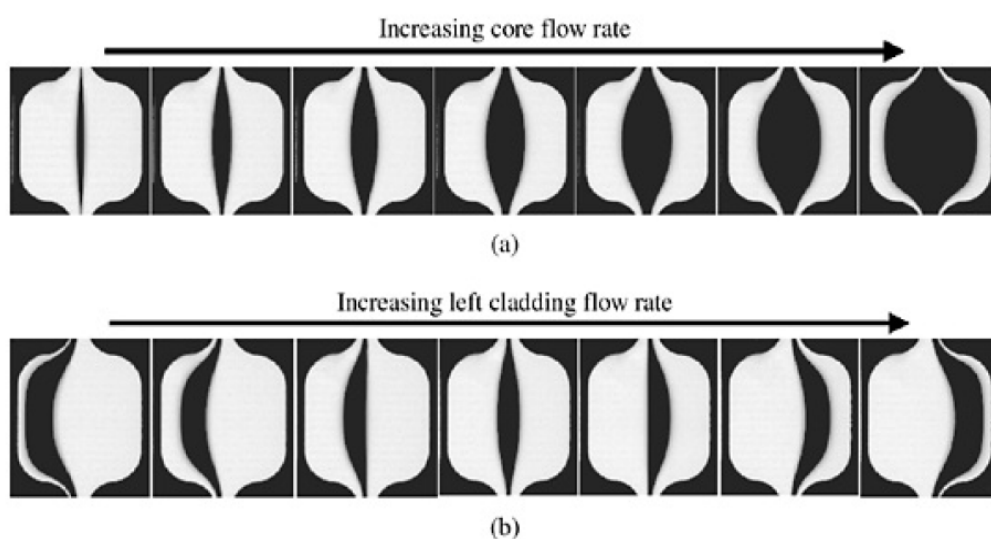 Increasing core flow rate
(a)
Increasing left cladding flow rate
(b)